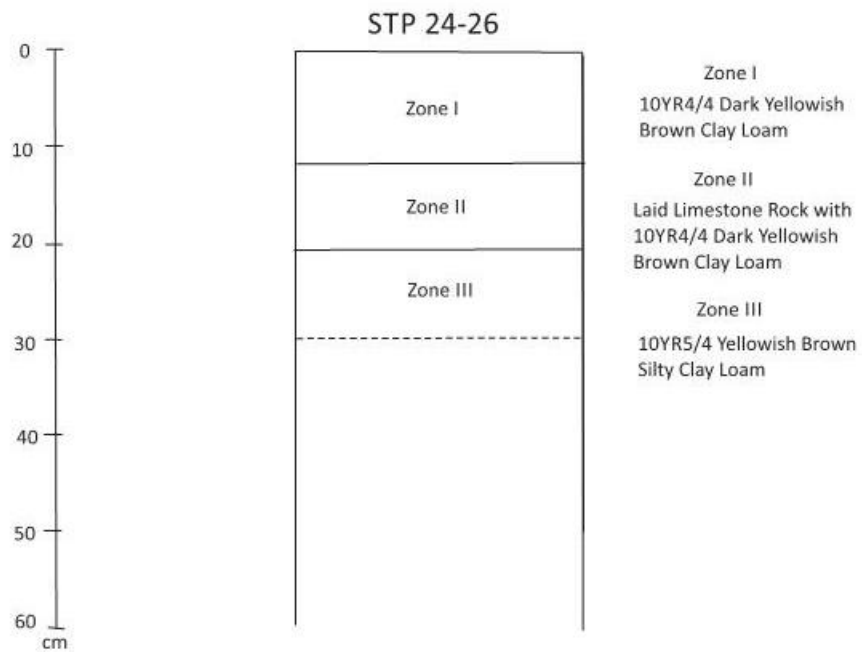 STP 24-26
0
10
20
30
40
50
60
cm
Zone I
Zone II
Zone III
Zone I
10YR4/4 Dark Yellowish
Brown Clay Loam
Zone II
Laid Limestone Rock with
10YR4/4 Dark Yellowish
Brown Clay Loam
Zone III
10YR5/4 Yellowish Brown
Silty Clay Loam